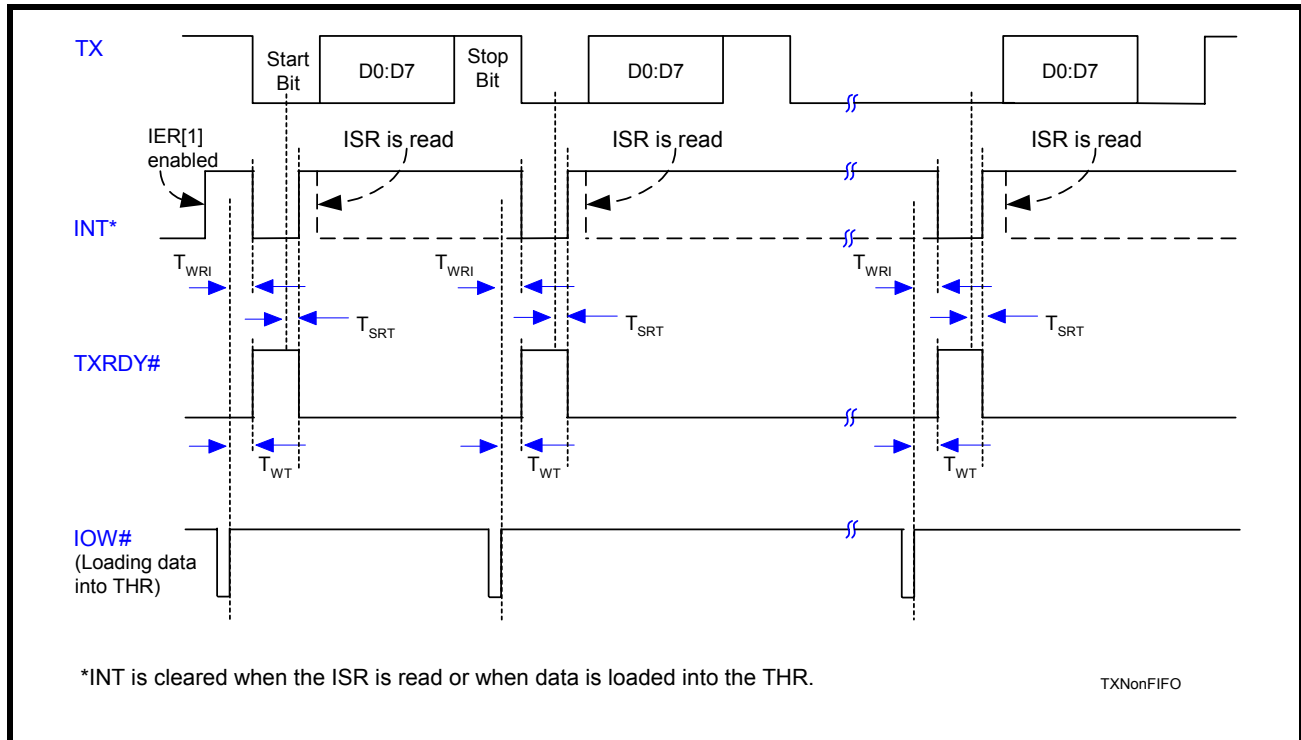 TX
Start
Bit
D0:D7
Stop
Bit
D0:D7
D0:D7
IER[1]
enabled
ISR is read
ISR is read
ISR is read
INT*
TWRI
TWRI
TWRI
TSRT
TSRT
TSRT
TXRDY#
TWT
TWT
TWT
IOW#
(Loading data
into THR)
*INT is cleared when the ISR is read or when data is loaded into the THR.
TXNonFIFO